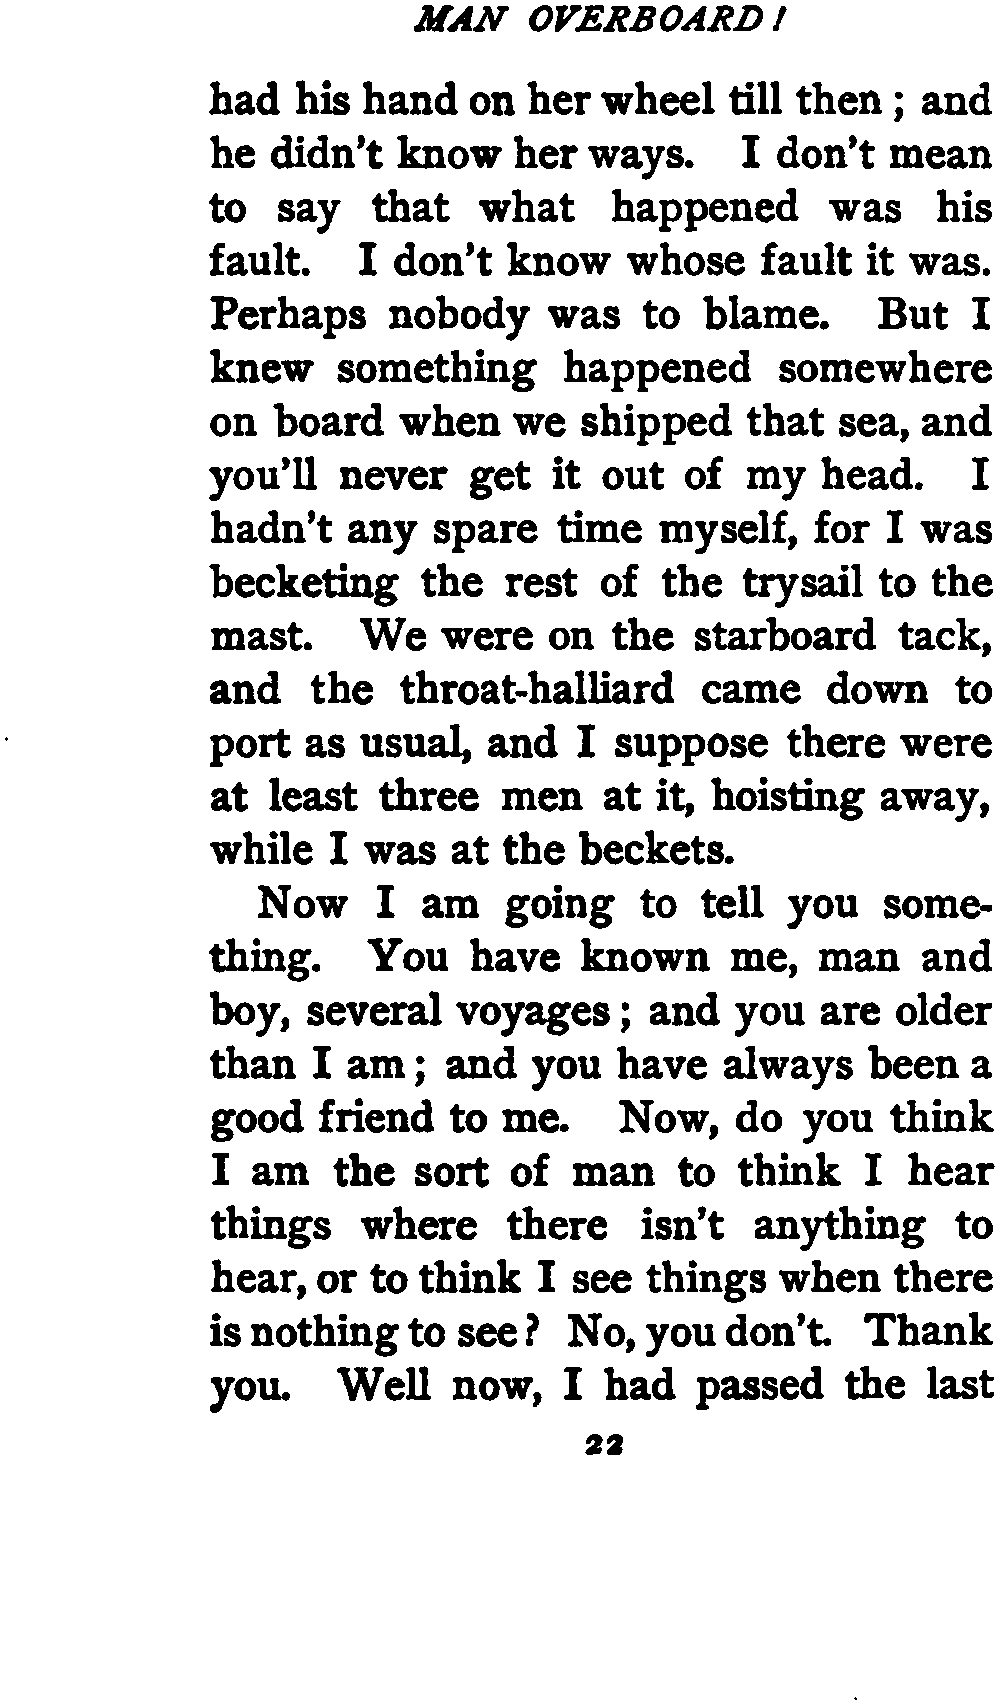 MAN OVERBOARD!
had his hand on her wheel till then ; and
he didn't know her ways. I don't mean
to say that what happened was his
fault. I don't know whose fault it was.
Perhaps nobody was to blame. But I
knew something happened somewhere
on board when we shipped that sea, and
you'll never get it out of my head. I
hadn't any spare time myself, for I was
becketing the rest of the trysail to the
mast. We were on the starboard tack,
and the throat-halliard came down to
port as usual, and I suppose there were
at least three men at it, hoisting away,
while I was at the beckets.
Now I am going to tell you some-
thing. You have known me, man and
boy, several voyages ; and you are older
than I am ; and you have always been a
good friend to me. Now, do you think
I am the sort of man to think I hear
things where there isn't anything to
hear, or to think I see things when there
is nothing to see? No, you don't. Thank
you. Well now, I had passed the last
22